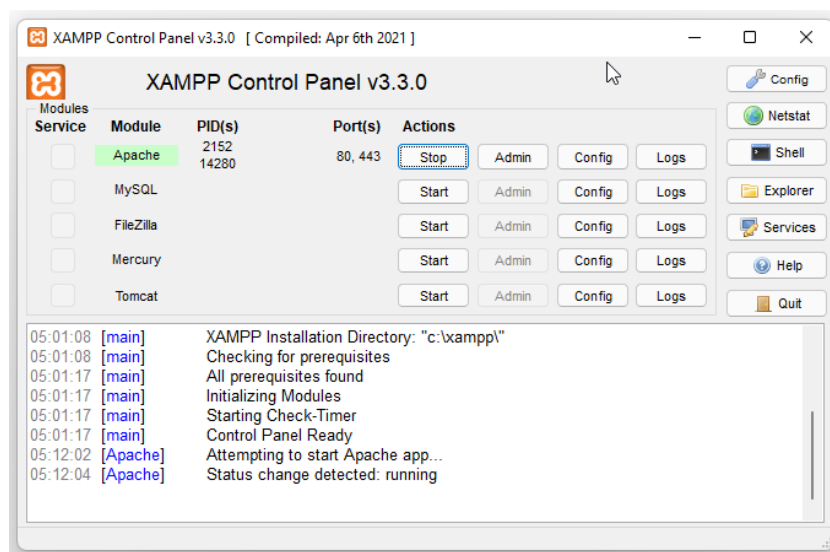 XAMPP Control Panel v3.3.0 [ Compiled: Apr 6th 2021 ]
XAMPP Control Panel v3.3.0
Config
Modules
Service Module PID(s) Port(s) Actions
Netstat
Apache 2152 14280 80, 443 Stop Admin Config Logs
Shell
MySQL Start Admin Config Logs
Explorer
FileZilla Start Admin Config Logs
Services
Mercury Start Admin Config Logs
Help
Tomcat Start Admin Config Logs
Quit
05:01:08 [main] XAMPP Installation Directory: "c:\xampp\"
05:01:08 [main] Checking for prerequisites
05:01:17 [main] All prerequisites found
05:01:17 [main] Initializing Modules
05:01:17 [main] Starting Check-Timer
05:01:17 [main] Control Panel Ready
05:12:02 [Apache] Attempting to start Apache app...
05:12:04 [Apache] Status change detected: running